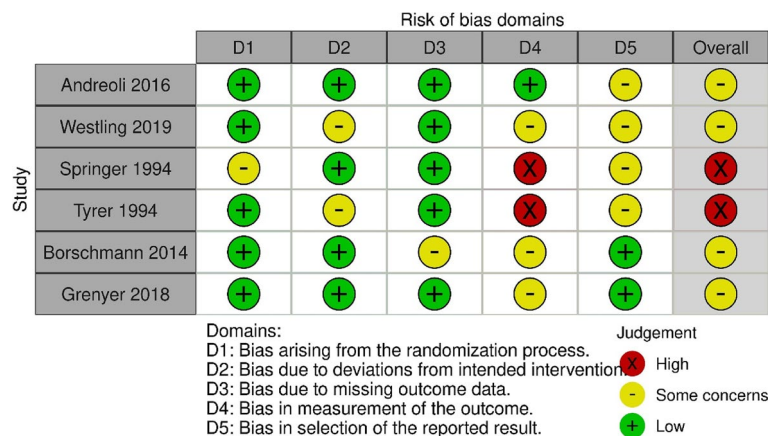 Risk of bias domains
D1 D2 D3 D4 D5 Overall
Study
Andreoli 2016 + + + + - -
Westling 2019 + - + - - -
Springer 1994 - + + X - X
Tyrer 1994 + - + X - X
Borschmann 2014 + + - - + -
Grenyer 2018 + + + - + -
Domains:
D1: Bias arising from the randomization process.
D2: Bias due to deviations from intended intervention.
D3: Bias due to missing outcome data.
D4: Bias in measurement of the outcome.
D5: Bias in selection of the reported result.
Judgement
X High
- Some concerns
+ Low